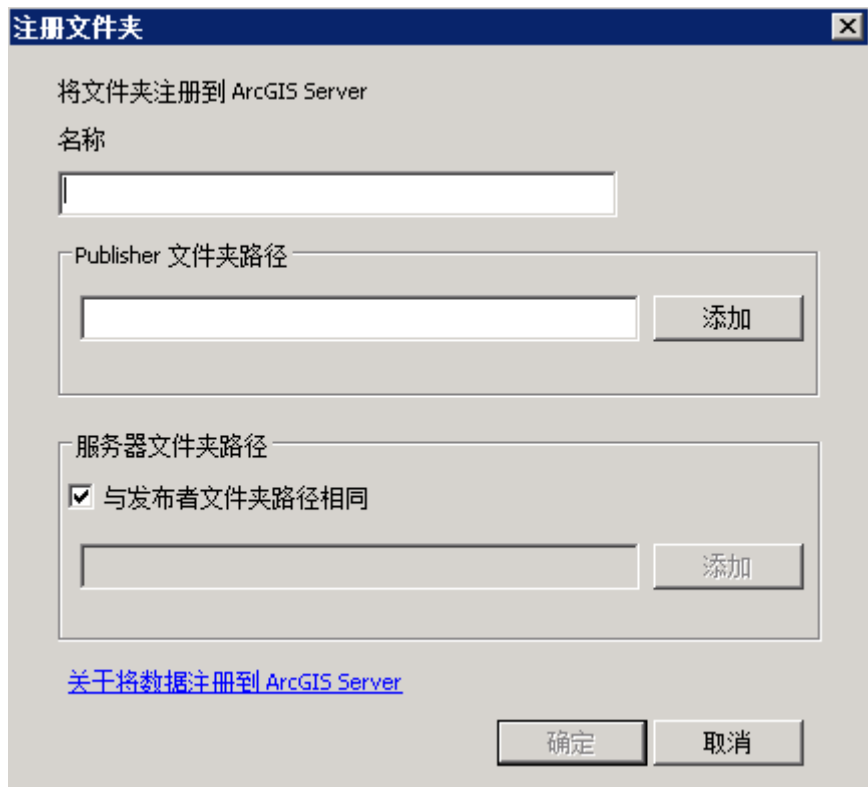 注册文件夹
将文件夹注册到 ArcGIS Server
名称
Publisher 文件夹路径
添加
服务器文件夹路径
与发布者文件夹路径相同
添加
关于将数据注册到 ArcGIS Server
确定
取消